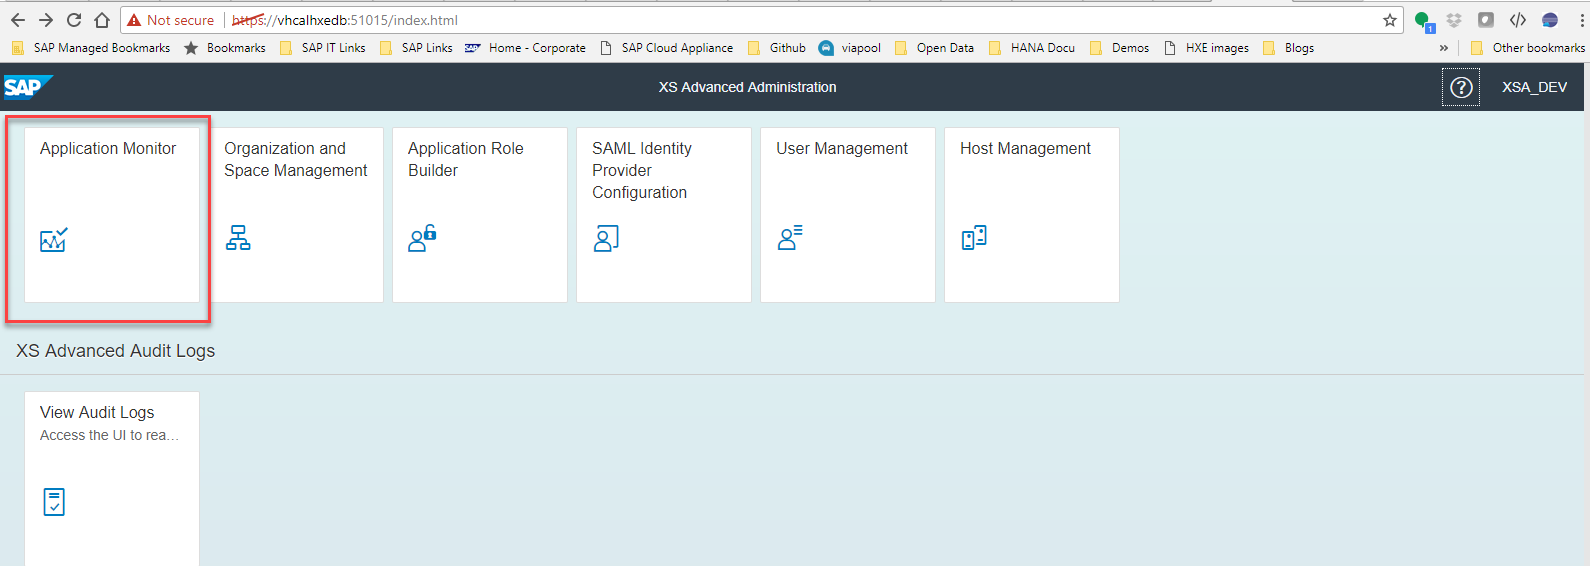 Not secure https://vhcalhxedb:51015/index.html
1
SAP Managed Bookmarks Bookmarks SAP IT Links SAP Links SAP Home - Corporate SAP Cloud Appliance Github viapool Open Data HANA Docu Demos HXE images Blogs » Other bookmarks
SAP XS Advanced Administration ? XSA_DEV
Application Monitor
Organization and
Space Management
Application Role
Builder
SAML Identity
Provider
Configuration
User Management
Host Management
XS Advanced Audit Logs
View Audit Logs
Access the UI to rea...